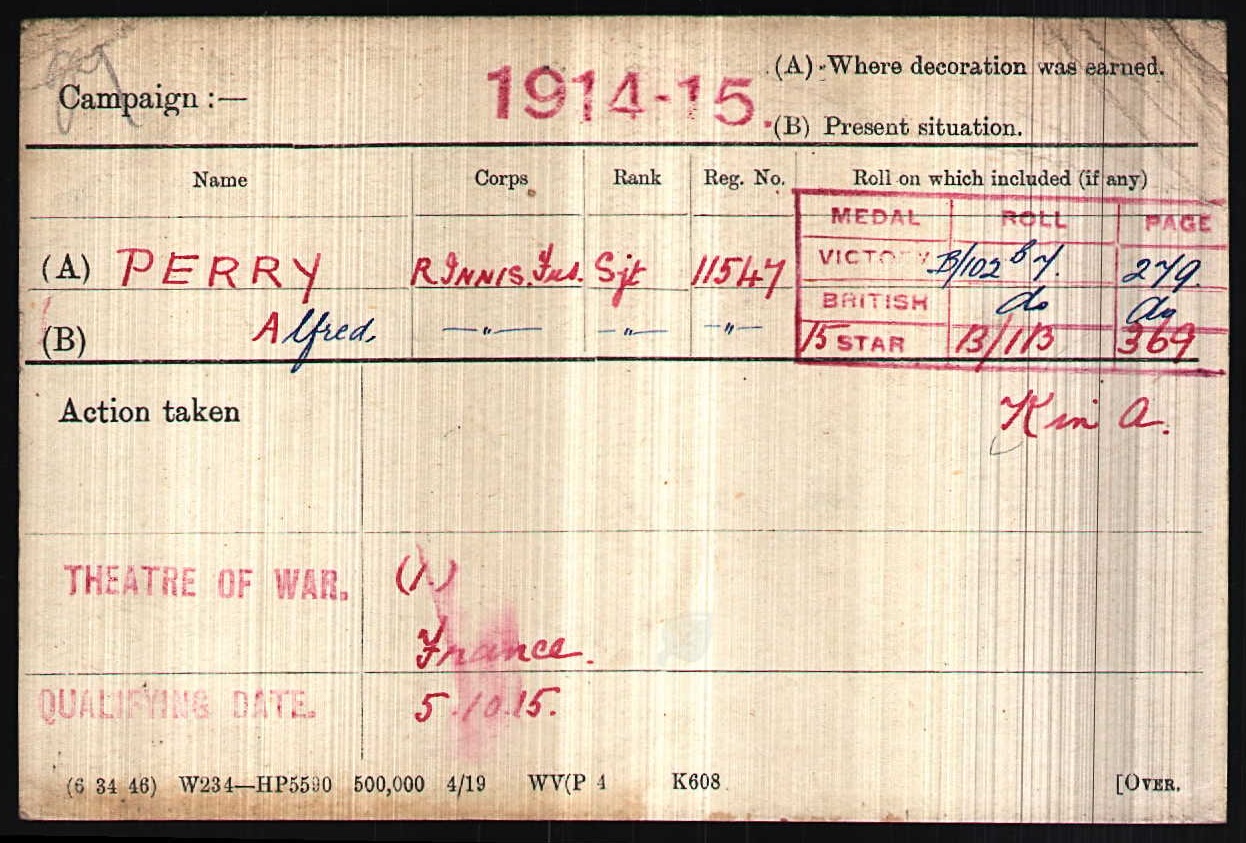 Campaign :— 1914-15. (A) Where decoration was earned.
(B) Present situation.
Name Corps Rank Reg. No. Roll on which included (if any)
MEDAL ROLL PAGE
(A) PERRY R.INNIS.Fus. Sjt 11547 VICTORY B/102 B7. 279.
BRITISH do do
(B) Alfred. —"— —"— —"— 15 STAR B/1B 369
Action taken K in a.
THEATRE OF WAR. (1.)
France.
QUALIFYING DATE. 5.10.15.
(6 34 46) W234—HP5590 500,000 4/19 WV(P 4 K608 [OVER.